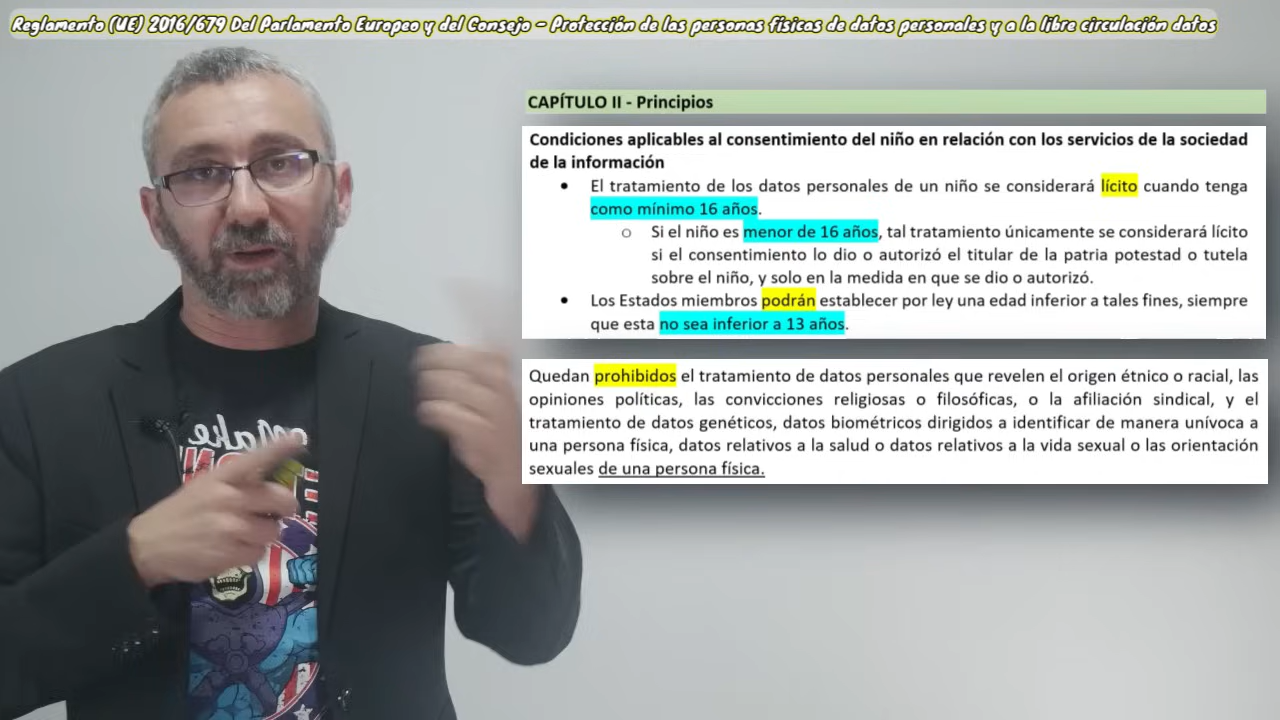 Reglamento (UE) 2016/679 Del Parlamento Europeo y del Consejo - Protección de las personas físicas de datos personales y a la libre circulación datos
CAPÍTULO II - Principios
Condiciones aplicables al consentimiento del niño en relación con los servicios de la sociedad
de la información
• El tratamiento de los datos personales de un niño se considerará lícito cuando tenga
como mínimo 16 años.
o Si el niño es menor de 16 años, tal tratamiento únicamente se considerará lícito
si el consentimiento lo dio o autorizó el titular de la patria potestad o tutela
sobre el niño, y solo en la medida en que se dio o autorizó.
• Los Estados miembros podrán establecer por ley una edad inferior a tales fines, siempre
que esta no sea inferior a 13 años.
Quedan prohibidos el tratamiento de datos personales que revelen el origen étnico o racial, las
opiniones políticas, las convicciones religiosas o filosóficas, o la afiliación sindical, y el
tratamiento de datos genéticos, datos biométricos dirigidos a identificar de manera unívoca a
una persona física, datos relativos a la salud o datos relativos a la vida sexual o las orientación
sexuales de una persona física.
Make